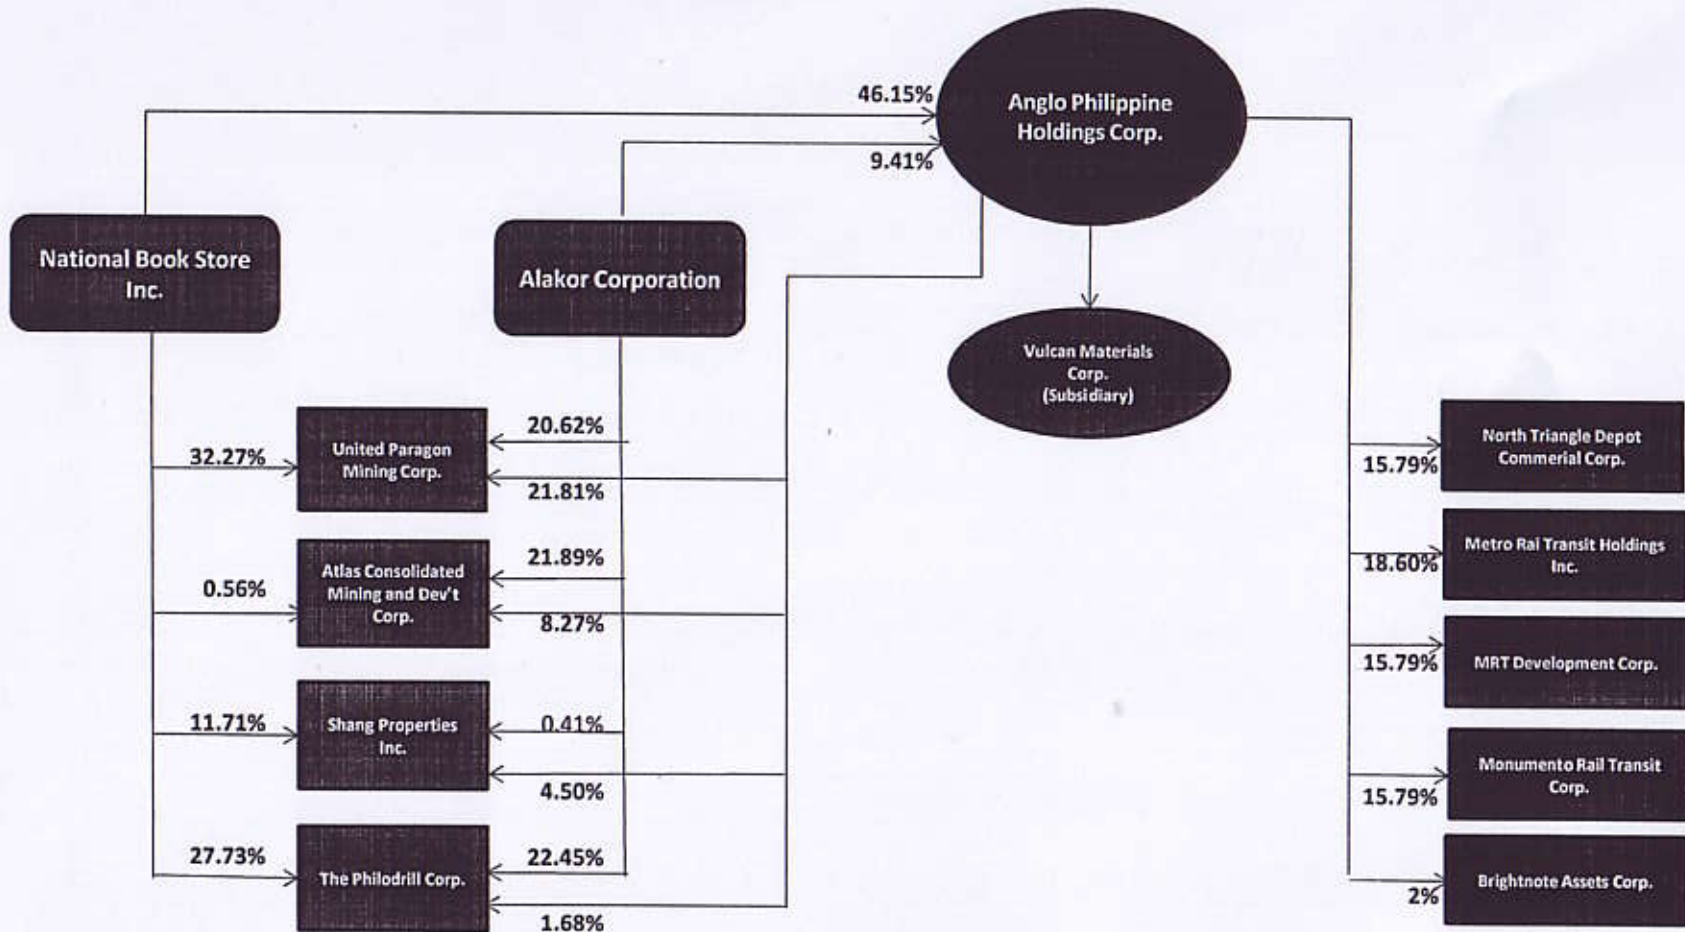 46.15%
Anglo Philippine
Holdings Corp.
9.41%
National Book Store
Inc.
Alakor Corporation
Vulcan Materials
Corp.
(Subsidiary)
32.27%
United Paragon
Mining Corp.
20.62%
21.81%
0.56%
Atlas Consolidated
Mining and Dev't
Corp.
21.89%
8.27%
11.71%
Shang Properties
Inc.
0.41%
4.50%
27.73%
The Philodrill Corp.
22.45%
1.68%
15.79%
North Triangle Depot
Commerial Corp.
18.60%
Metro Rai Transit Holdings
Inc.
15.79%
MRT Development Corp.
15.79%
Monumento Rail Transit
Corp.
2%
Brightnote Assets Corp.